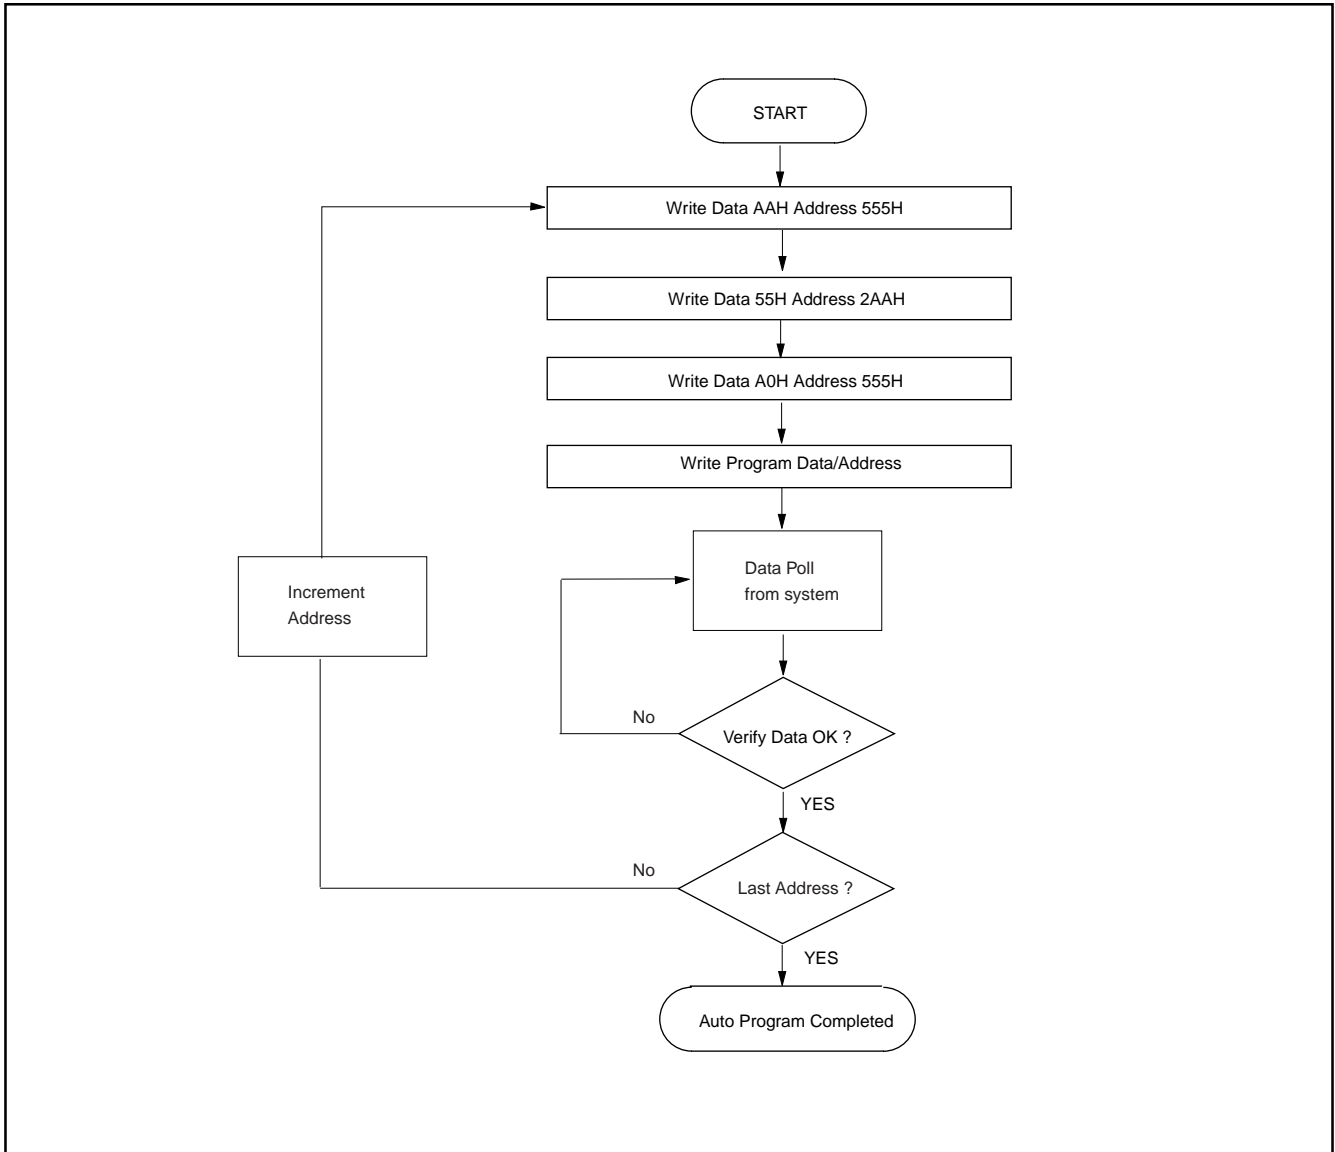 START
Write Data AAH Address 555H
Write Data 55H Address 2AAH
Write Data A0H Address 555H
Write Program Data/Address
Data Poll
from system
Increment
Address
No
Verify Data OK ?
YES
No
Last Address ?
YES
Auto Program Completed